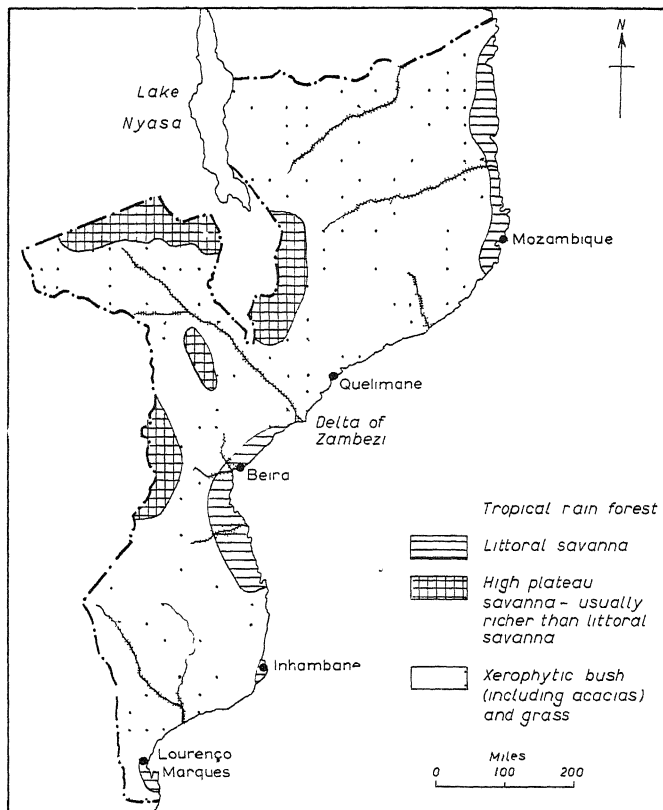 N
Lake
Nyasa
Mozambique
Quelimane
Delta of
Zambezi
Beira
Inhambane
Lourenço
Marques
Tropical rain forest
Littoral savanna
High plateau
savanna – usually
richer than littoral
savanna
Xerophytic bush
(including acacias)
and grass
Miles
0 100 200